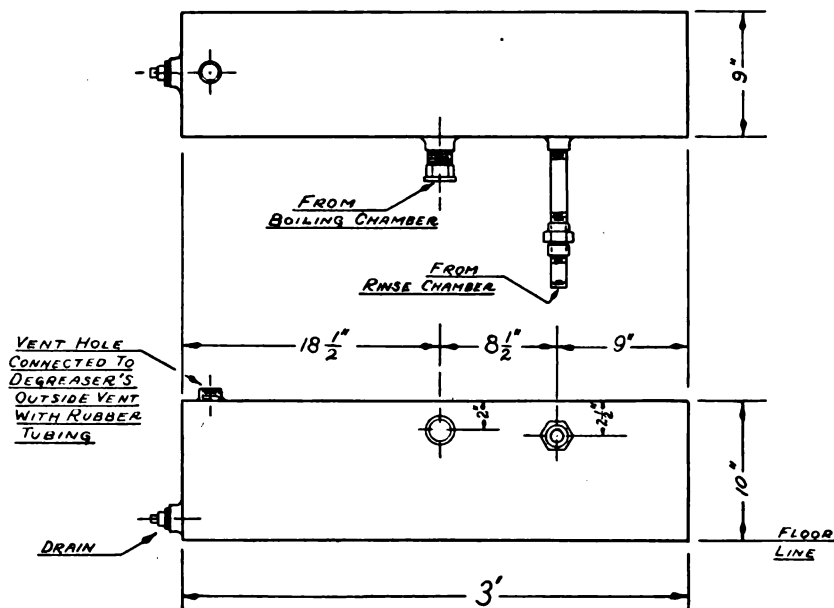 9"
FROM
BOILING CHAMBER
FROM
RINSE CHAMBER
18 1/2"
8 1/2"
9"
VENT HOLE
CONNECTED TO
DEGREASER'S
OUTSIDE VENT
WITH RUBBER
TUBING
2"
2 1/2"
10"
DRAIN
FLOOR
LINE
3'